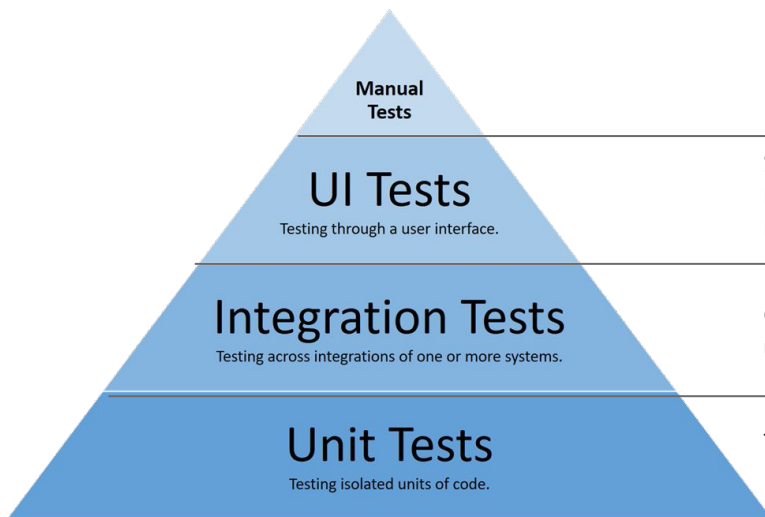 Manual
Tests
UI Tests
Testing through a user interface.
Integration Tests
Testing across integrations of one or more systems.
Unit Tests
Testing isolated units of code.